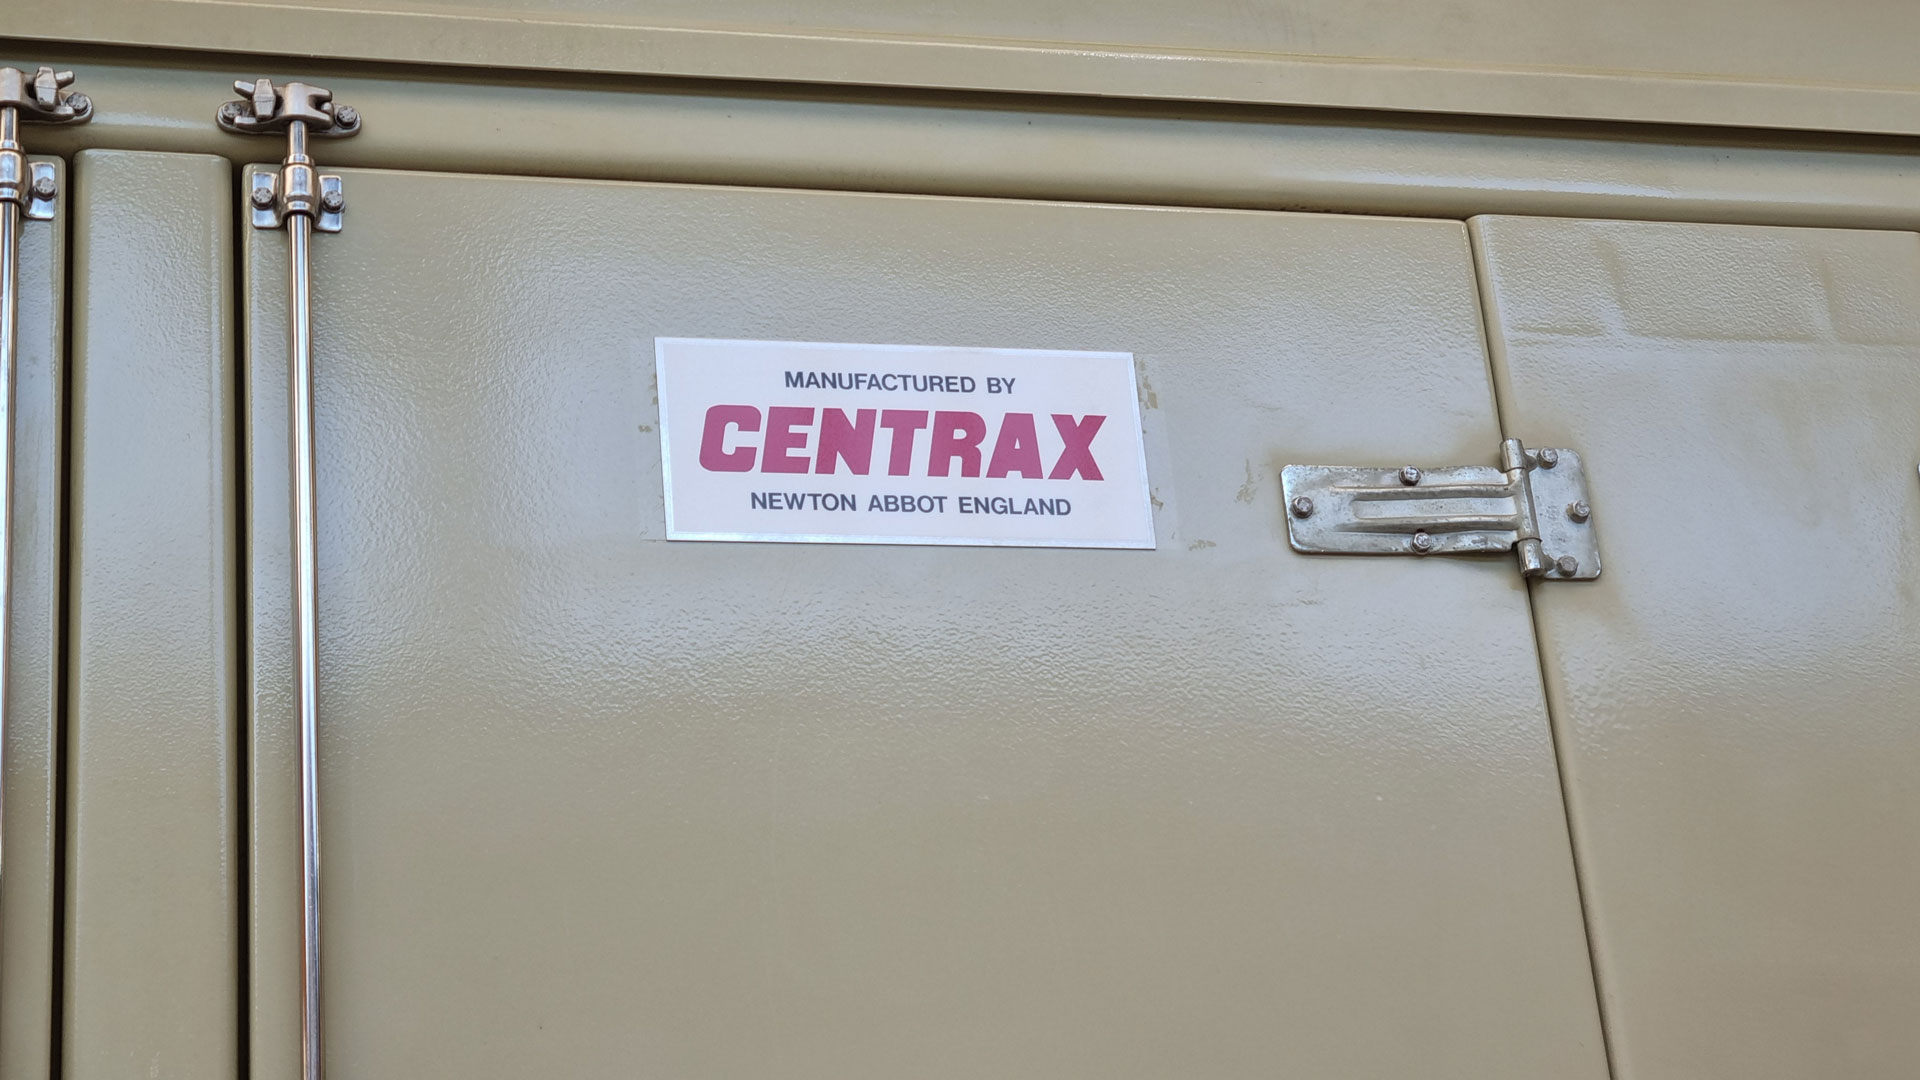 MANUFACTURED BY
CENTRAX
NEWTON ABBOT ENGLAND